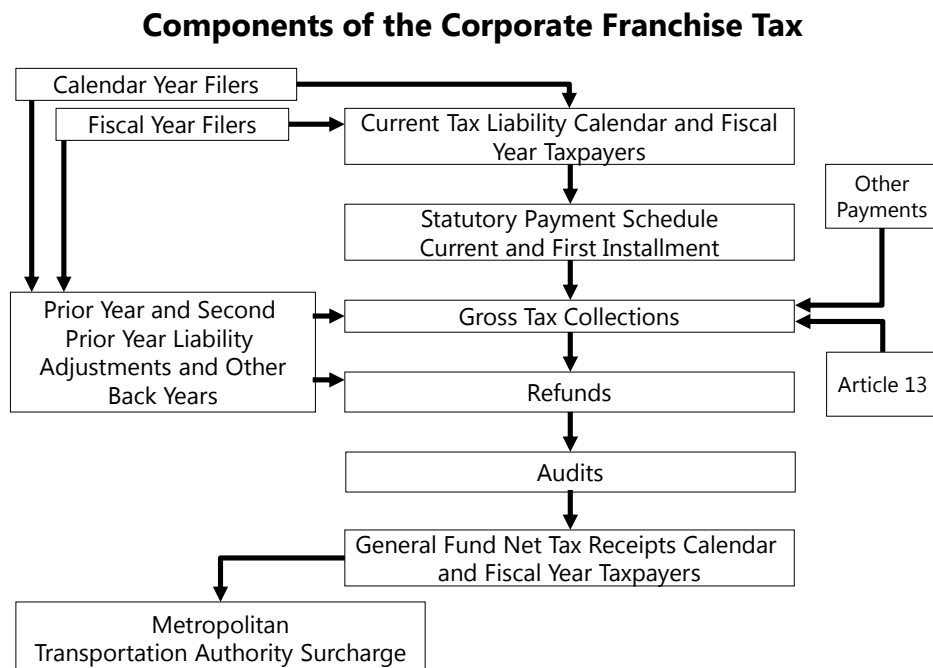 Components of the Corporate Franchise Tax
Calendar Year Filers
Fiscal Year Filers
Current Tax Liability Calendar and Fiscal
Year Taxpayers
Other
Payments
Statutory Payment Schedule
Current and First Installment
Prior Year and Second
Prior Year Liability
Adjustments and Other
Back Years
Gross Tax Collections
Article 13
Refunds
Audits
General Fund Net Tax Receipts Calendar
and Fiscal Year Taxpayers
Metropolitan
Transportation Authority Surcharge